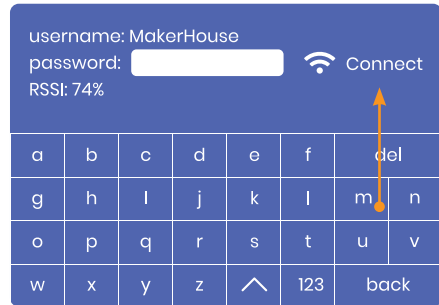 username: MakerHouse
password:
Connect
RSSI: 74%
a b c d e f del
g h l j k l m n
o p q r s t u v
w x y z 123 back